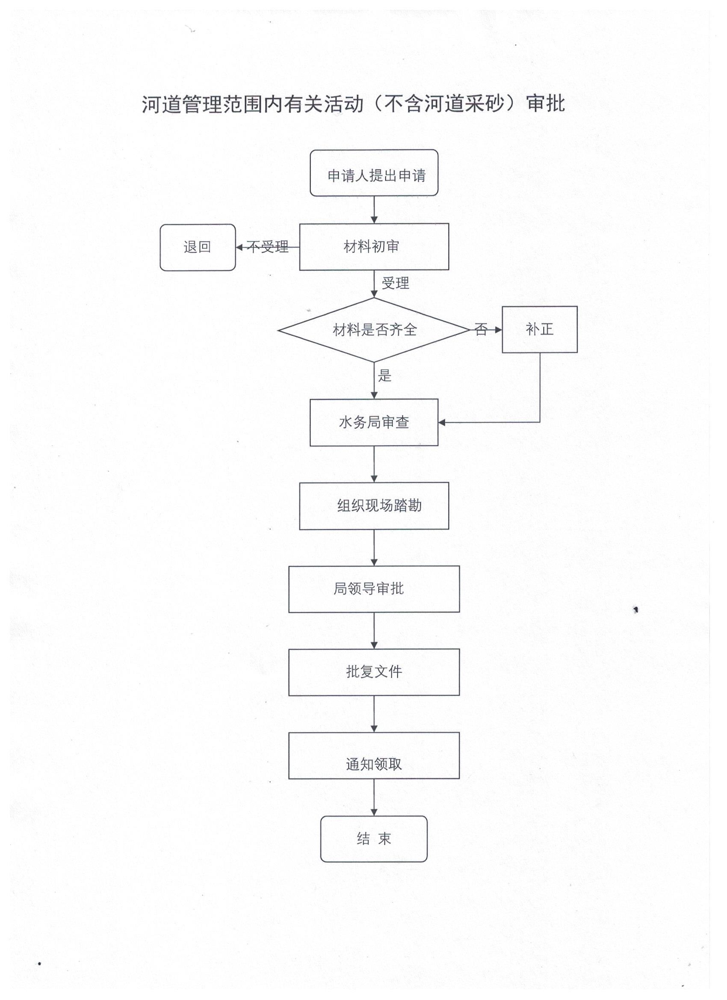 河道管理范围内有关活动（不含河道采砂）审批
申请人提出申请
退回
不受理
材料初审
受理
材料是否齐全
否
补正
是
水务局审查
组织现场踏勘
局领导审批
批复文件
通知领取
结 束